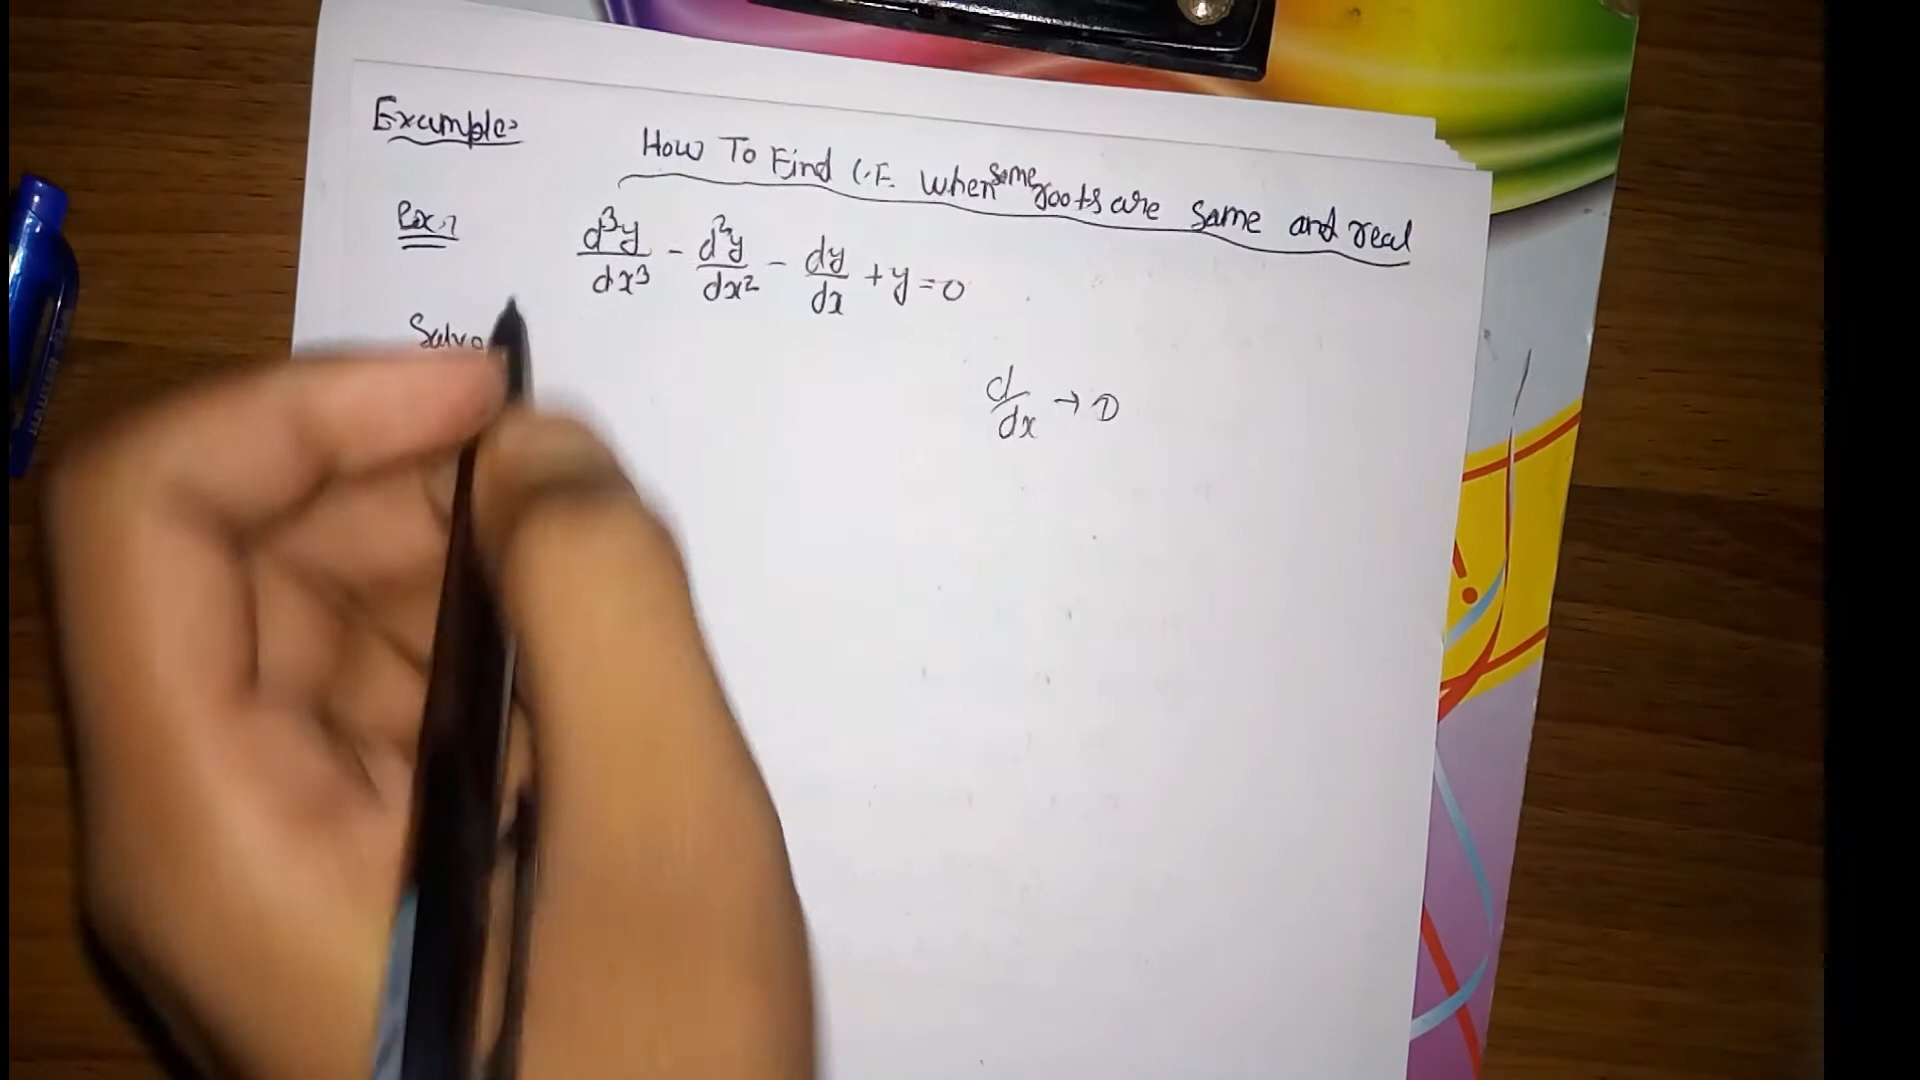 Example:
How To Find C.F. when some roots are same and real
Ex.1
d³y/dx³ - d²y/dx² - dy/dx + y = 0
Solve
d/dx → D